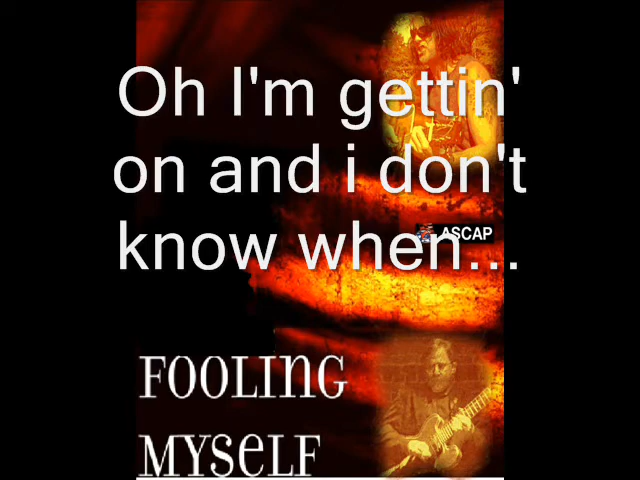 Oh I'm gettin'
on and i don't
know when...
ASCAP
FOOLING
MYSELF